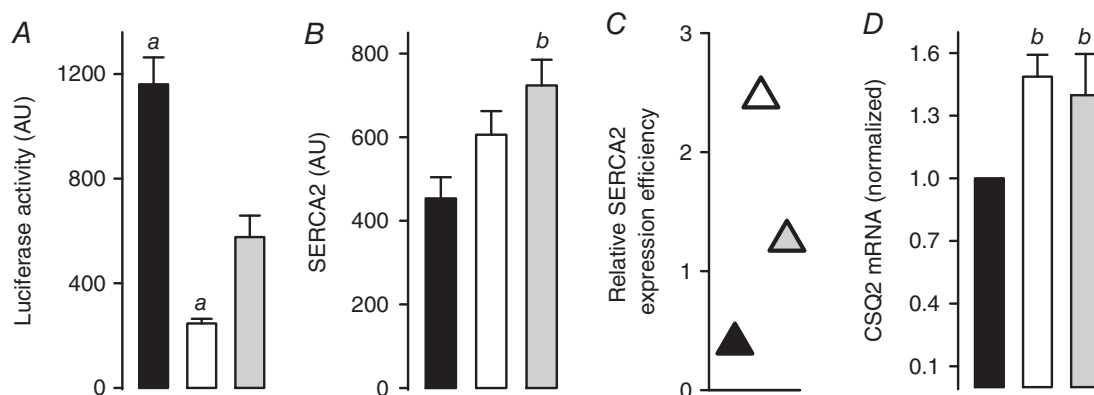 A
Luciferase activity (AU)
1200
800
400
0
a
a
B
SERCA2 (AU)
800
600
400
200
0
b
C
Relative SERCA2
expression efficiency
3
2
1
0
D
CSQ2 mRNA (normalized)
1.6
1.3
1.0
0.7
0.4
0.1
b
b